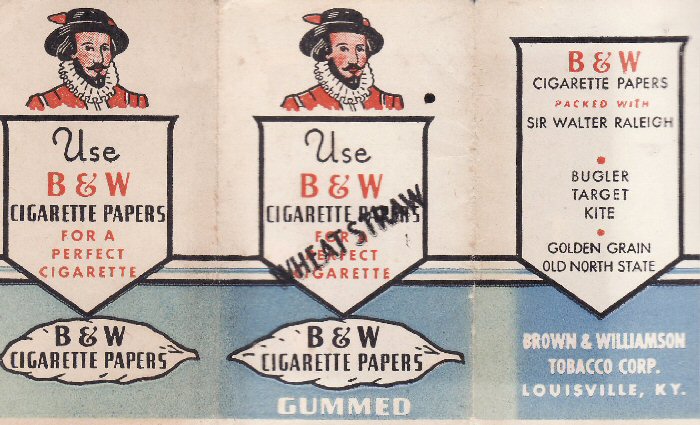 Use
B & W
CIGARETTE PAPERS
FOR A
PERFECT
CIGARETTE
B & W
CIGARETTE PAPERS
Use
B & W
CIGARETTE PAPERS
FOR A
PERFECT
CIGARETTE
WHEAT STRAW
B & W
CIGARETTE PAPERS
GUMMED
B & W
CIGARETTE PAPERS
PACKED WITH
SIR WALTER RALEIGH
•
BUGLER
TARGET
KITE
•
GOLDEN GRAIN
OLD NORTH STATE
BROWN & WILLIAMSON
TOBACCO CORP.
LOUISVILLE, KY.